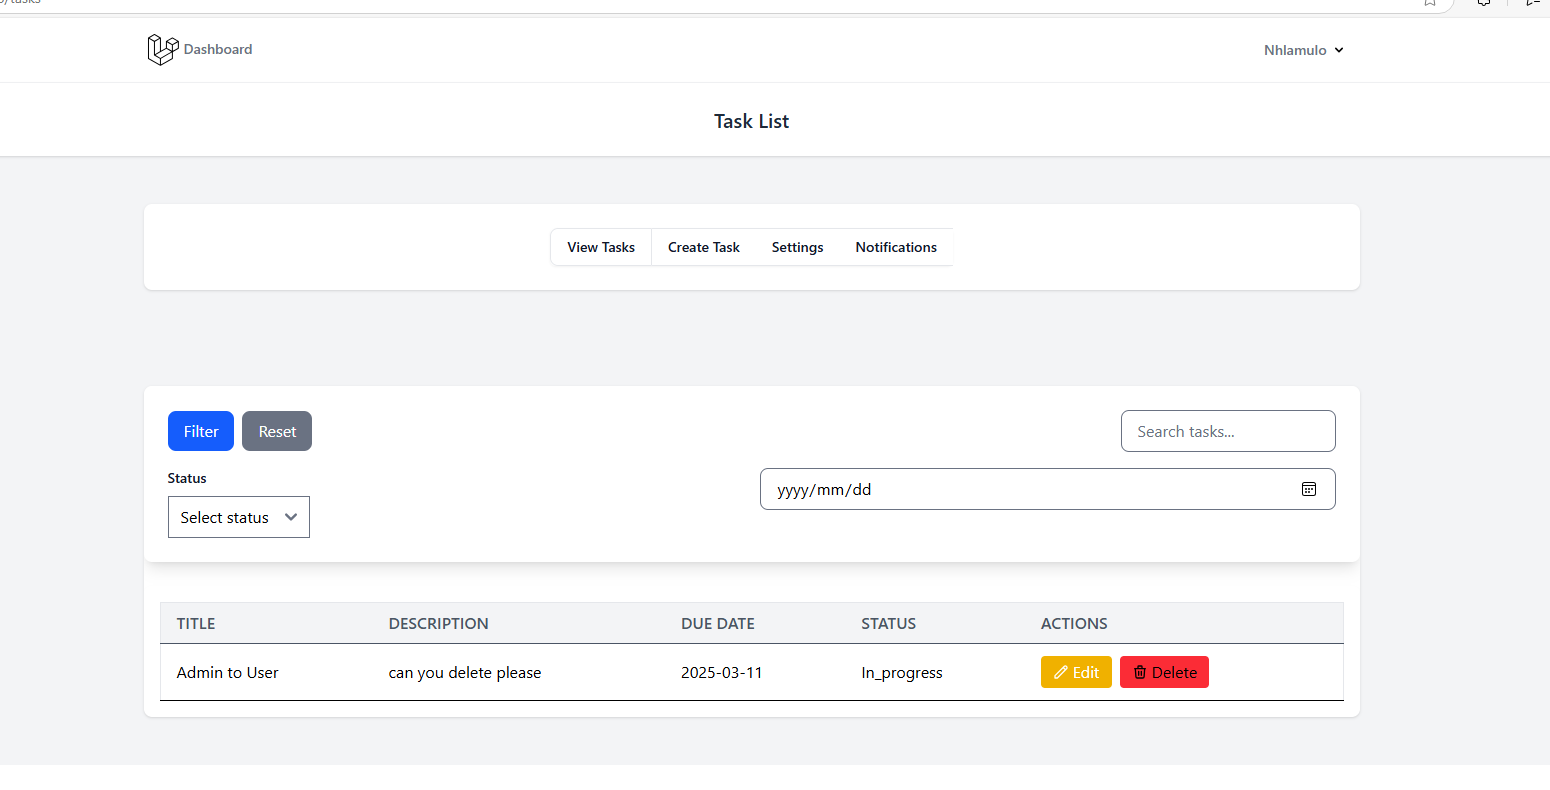 Dashboard
Nhlamulo
Task List
View Tasks Create Task Settings Notifications
Filter Reset Search tasks...
Status
yyyy/mm/dd
Select status
TITLE DESCRIPTION DUE DATE STATUS ACTIONS
Admin to User can you delete please 2025-03-11 In_progress Edit Delete